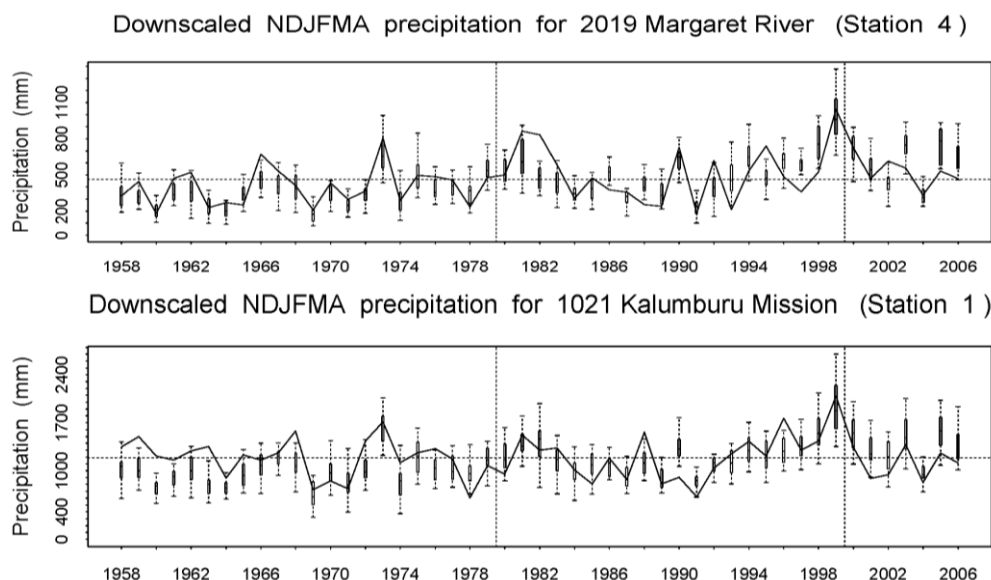 Downscaled NDJFMA precipitation for 2019 Margaret River (Station 4 )
Precipitation (mm)
1100
800
500
200
0
1958 1962 1966 1970 1974 1978 1982 1986 1990 1994 1998 2002 2006
Downscaled NDJFMA precipitation for 1021 Kalumburu Mission (Station 1 )
Precipitation (mm)
2400
1700
1000
400
0
1958 1962 1966 1970 1974 1978 1982 1986 1990 1994 1998 2002 2006